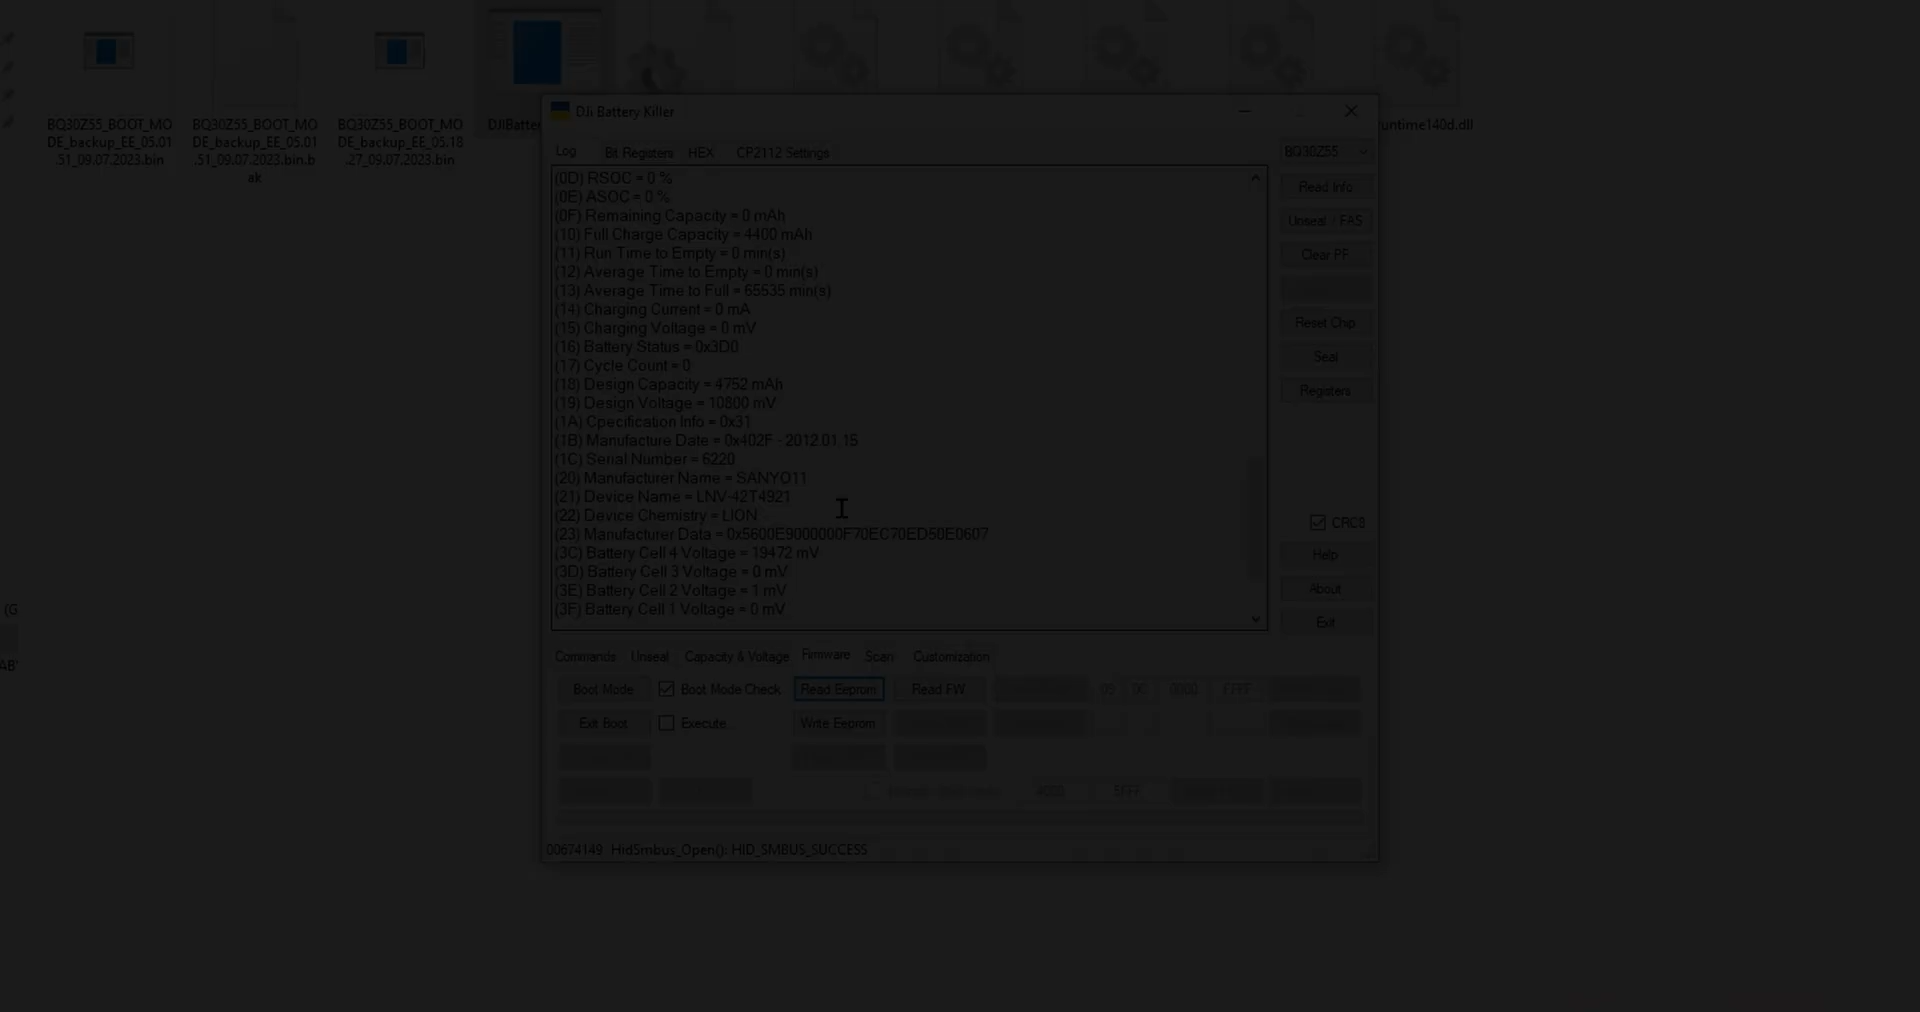 BQ30Z55_BOOT_MO
DE_backup_EE_05.01
51_09.07.2023.bin
BQ30Z55_BOOT_MO
DE_backup_EE_05.01
.51_09.07.2023.bin.b
ak
BQ30Z55_BOOT_MO
DE_backup_EE_05.18
.27_09.07.2023.bin
DJIBatter
runtime140d.dll
DJi Battery Killer
Log Bit Registers HEX CP2112 Settings
BQ30Z55
(0D) RSOC = 0 %
(0E) ASOC = 0 %
(0F) Remaining Capacity = 0 mAh
(10) Full Charge Capacity = 4400 mAh
(11) Run Time to Empty = 0 min(s)
(12) Average Time to Empty = 0 min(s)
(13) Average Time to Full = 65535 min(s)
(14) Charging Current = 0 mA
(15) Charging Voltage = 0 mV
(16) Battery Status = 0x3D0
(17) Cycle Count = 0
(18) Design Capacity = 4752 mAh
(19) Design Voltage = 10800 mV
(1A) Cpecification Info = 0x31
(1B) Manufacture Date = 0x402F - 2012.01.15
(1C) Serial Number = 6220
(20) Manufacturer Name = SANYO11
(21) Device Name = LNV-42T4921
(22) Device Chemistry = LION
(23) Manufacturer Data = 0x5600E9000000F70EC70ED50E0607
(3C) Battery Cell 4 Voltage = 19472 mV
(3D) Battery Cell 3 Voltage = 0 mV
(3E) Battery Cell 2 Voltage = 1 mV
(3F) Battery Cell 1 Voltage = 0 mV
Read Info
Unseal + FAS
Clear PF
Reset Chip
Seal
Registers
CRC8
Help
About
Exit
(G
AB'
Commands Unseal Capacity & Voltage Firmware Scan Customization
Boot Mode Boot Mode Check Read Eeprom Read FW 05 0C 0000 FFFF
Exit Boot Execute Write Eeprom
4000 5FFF
00674149 HidSmbus_Open(): HID_SMBUS_SUCCESS